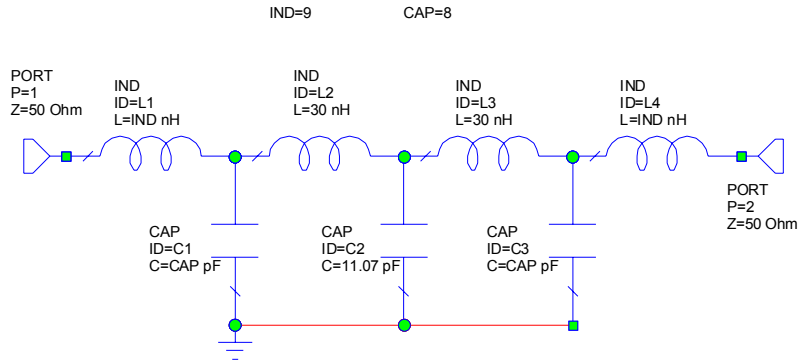 IND=9
CAP=8
PORT
P=1
Z=50 Ohm
IND
ID=L1
L=IND nH
IND
ID=L2
L=30 nH
IND
ID=L3
L=30 nH
IND
ID=L4
L=IND nH
CAP
ID=C1
C=CAP pF
CAP
ID=C2
C=11.07 pF
CAP
ID=C3
C=CAP pF
PORT
P=2
Z=50 Ohm